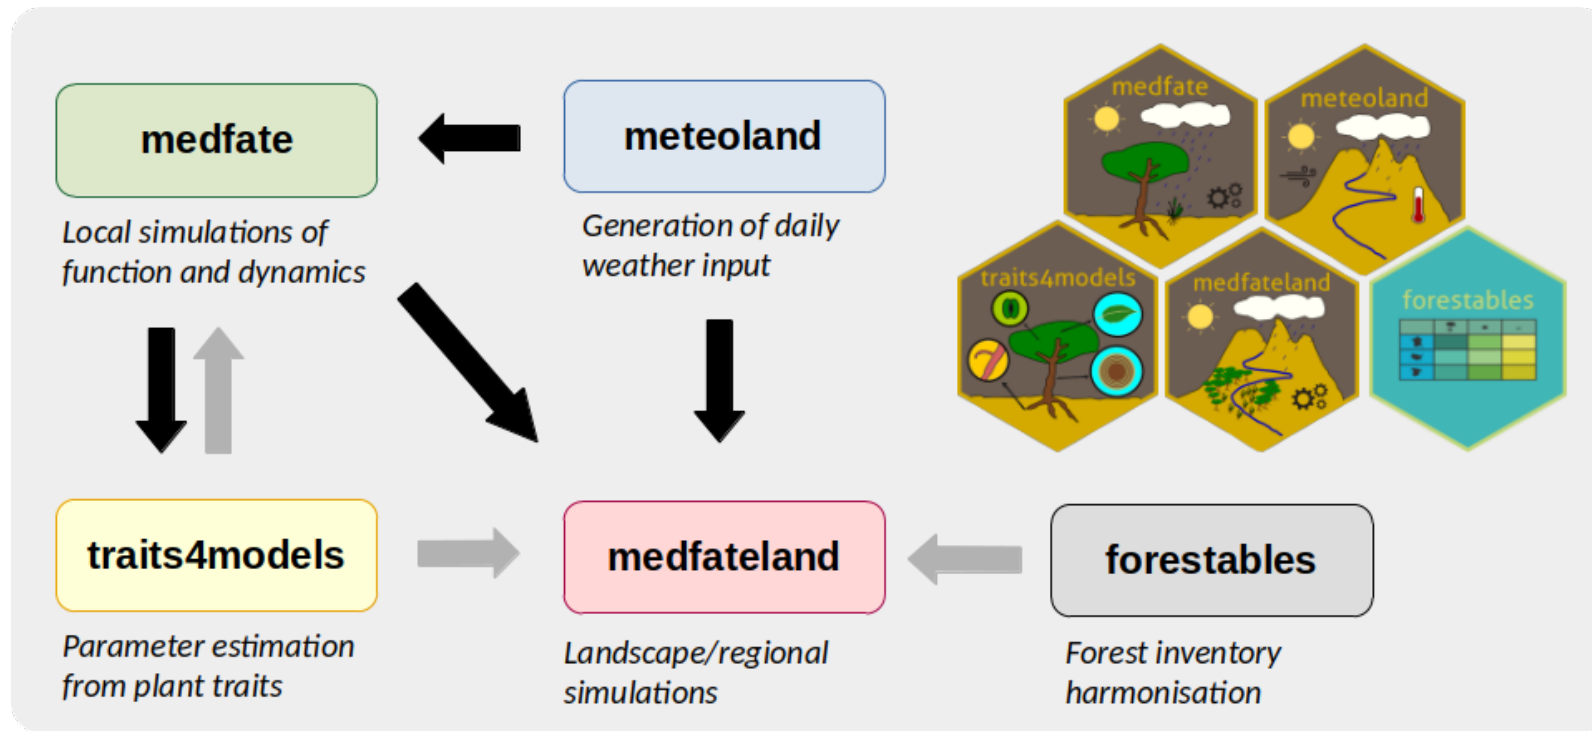 medfate
meteoland
Local simulations of
function and dynamics
Generation of daily
weather input
medfate
meteoland
traits4models
medfateland
forestables
traits4models
medfateland
forestables
Parameter estimation
from plant traits
Landscape/regional
simulations
Forest inventory
harmonisation